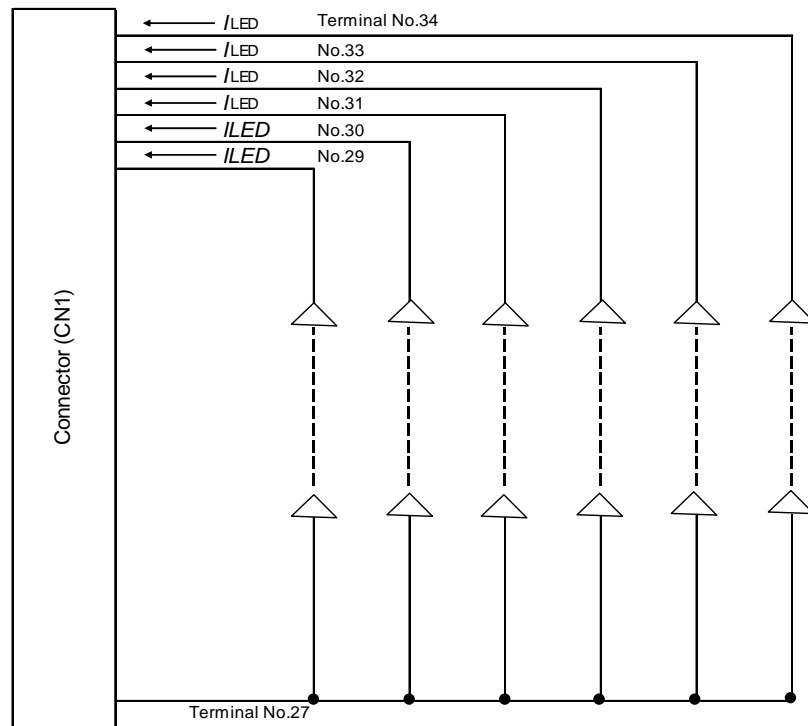 ILED Terminal No.34
ILED No.33
ILED No.32
ILED No.31
ILED No.30
ILED No.29
Connector (CN1)
Terminal No.27